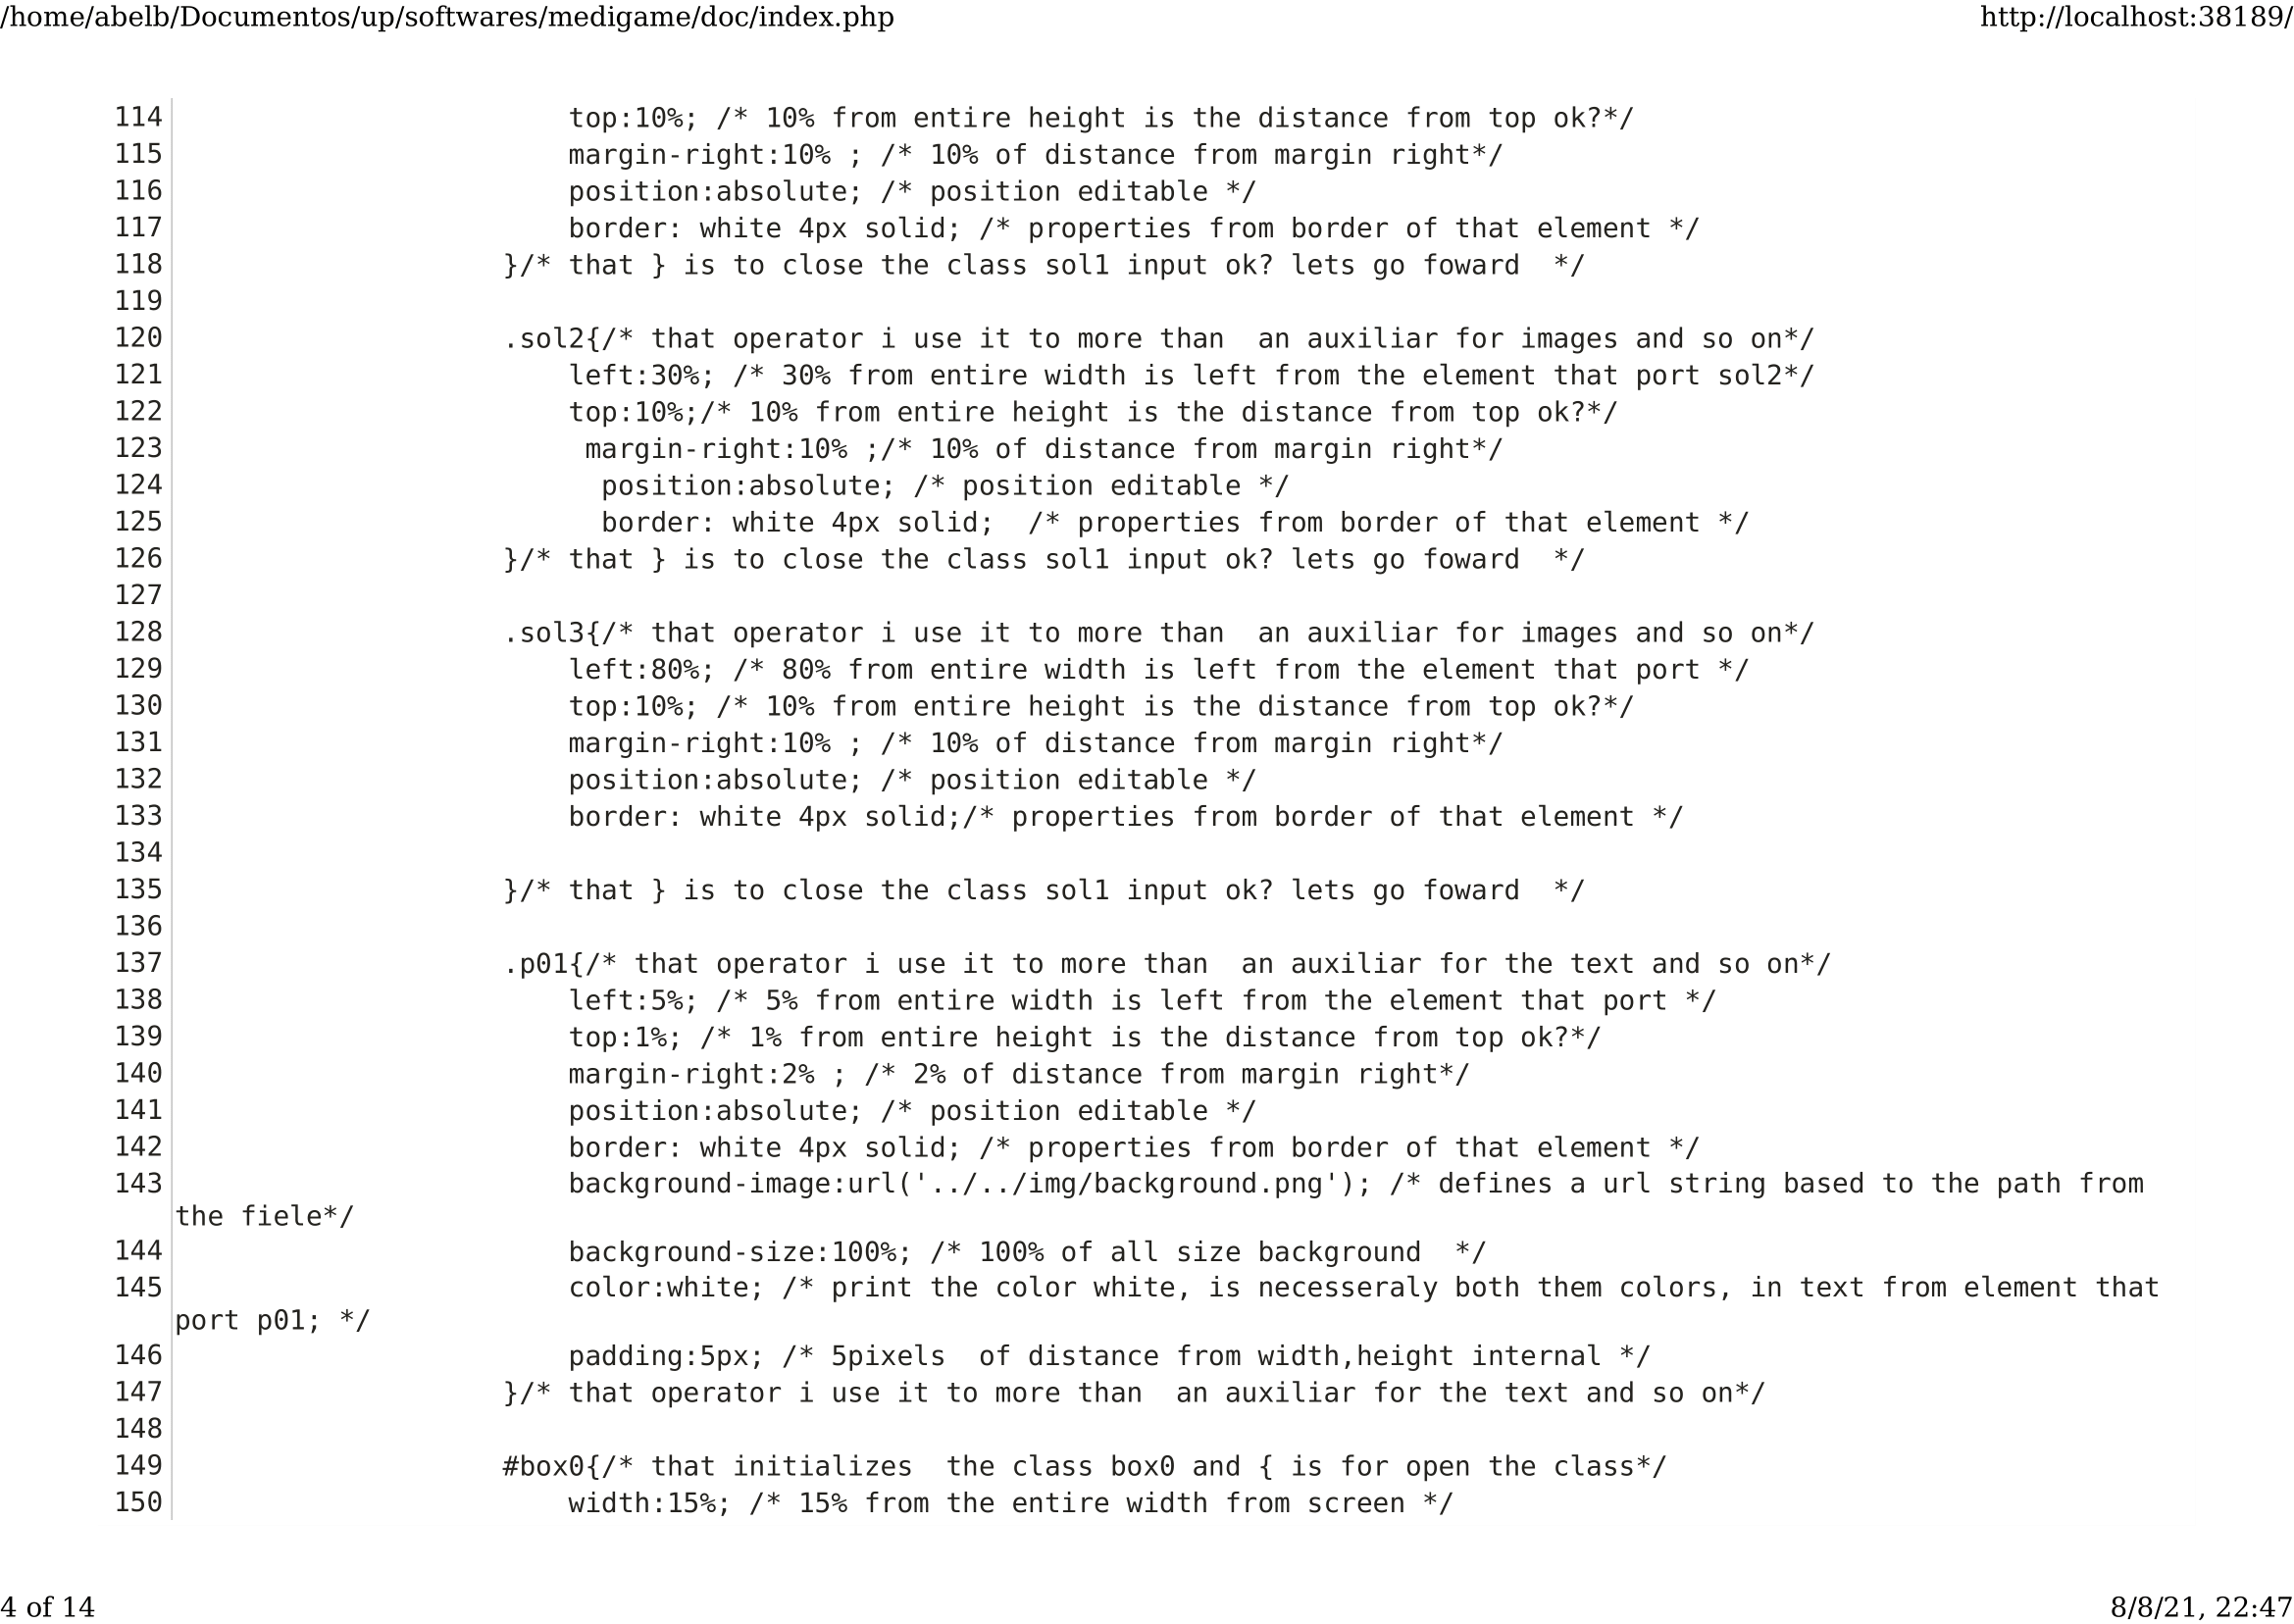 /home/abelb/Documentos/up/softwares/medigame/doc/index.php http://localhost:38189/
114 top:10%; /* 10% from entire height is the distance from top ok?*/
115 margin-right:10% ; /* 10% of distance from margin right*/
116 position:absolute; /* position editable */
117 border: white 4px solid; /* properties from border of that element */
118 }/* that } is to close the class sol1 input ok? lets go foward  */
119
120 .sol2{/* that operator i use it to more than  an auxiliar for images and so on*/
121 left:30%; /* 30% from entire width is left from the element that port sol2*/
122 top:10%;/* 10% from entire height is the distance from top ok?*/
123 margin-right:10% ;/* 10% of distance from margin right*/
124 position:absolute; /* position editable */
125 border: white 4px solid;  /* properties from border of that element */
126 }/* that } is to close the class sol1 input ok? lets go foward  */
127
128 .sol3{/* that operator i use it to more than  an auxiliar for images and so on*/
129 left:80%; /* 80% from entire width is left from the element that port */
130 top:10%; /* 10% from entire height is the distance from top ok?*/
131 margin-right:10% ; /* 10% of distance from margin right*/
132 position:absolute; /* position editable */
133 border: white 4px solid;/* properties from border of that element */
134
135 }/* that } is to close the class sol1 input ok? lets go foward  */
136
137 .p01{/* that operator i use it to more than  an auxiliar for the text and so on*/
138 left:5%; /* 5% from entire width is left from the element that port */
139 top:1%; /* 1% from entire height is the distance from top ok?*/
140 margin-right:2% ; /* 2% of distance from margin right*/
141 position:absolute; /* position editable */
142 border: white 4px solid; /* properties from border of that element */
143 background-image:url('../../img/background.png'); /* defines a url string based to the path from
the fiele*/
144 background-size:100%; /* 100% of all size background  */
145 color:white; /* print the color white, is necesseraly both them colors, in text from element that
port p01; */
146 padding:5px; /* 5pixels  of distance from width,height internal */
147 }/* that operator i use it to more than  an auxiliar for the text and so on*/
148
149 #box0{/* that initializes  the class box0 and { is for open the class*/
150 width:15%; /* 15% from the entire width from screen */
4 of 14 8/8/21, 22:47